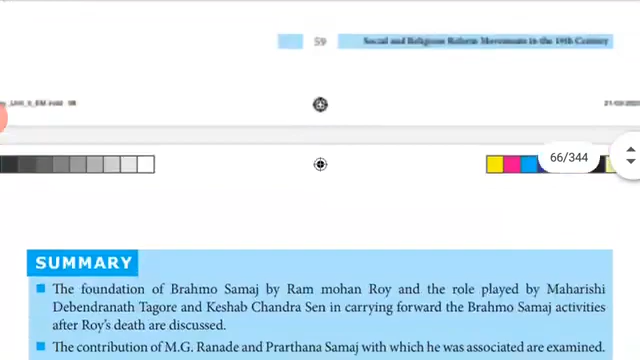 59 Social and Religious Reform Movements in the 19th Century
66/344
SUMMARY
The foundation of Brahmo Samaj by Ram mohan Roy and the role played by Maharishi
Debendranath Tagore and Keshab Chandra Sen in carrying forward the Brahmo Samaj activities
after Roy's death are discussed.
The contribution of M.G. Ranade and Prarthana Samaj with which he was associated are examined.